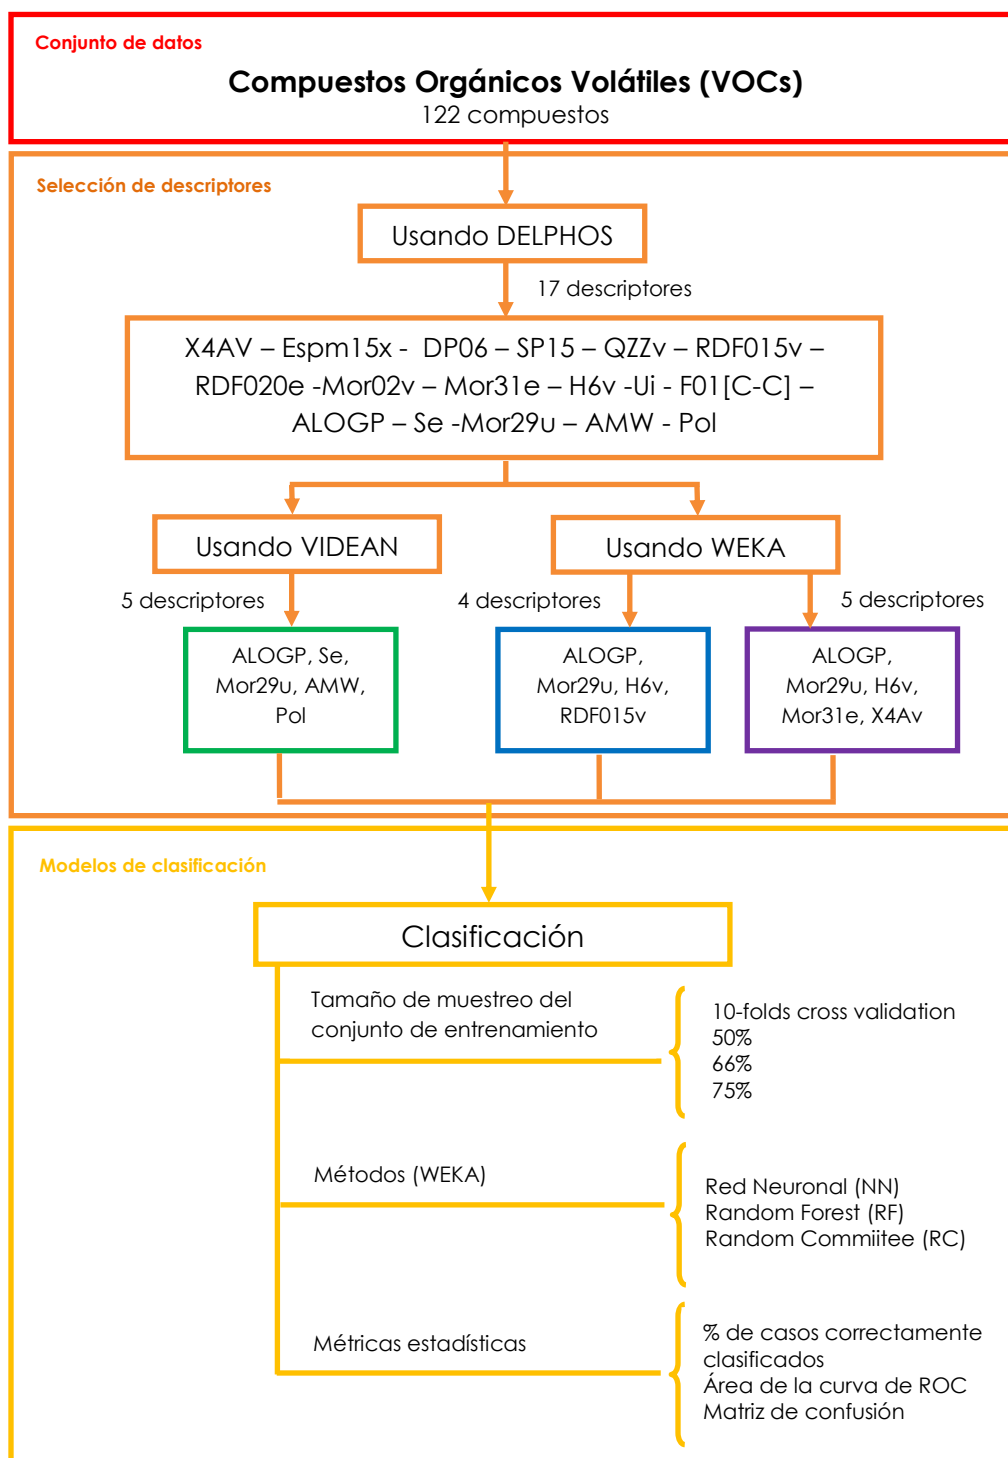 Conjunto de datos
Compuestos Orgánicos Volátiles (VOCs)
122 compuestos
Selección de descriptores
Usando DELPHOS
17 descriptores
X4AV – Espm15x - DP06 – SP15 – QZZv – RDF015v –
RDF020e -Mor02v – Mor31e – H6v -Ui - F01[C-C] –
ALOGP – Se -Mor29u – AMW - Pol
Usando VIDEAN
Usando WEKA
5 descriptores
4 descriptores
5 descriptores
ALOGP, Se,
Mor29u, AMW,
Pol
ALOGP,
Mor29u, H6v,
RDF015v
ALOGP,
Mor29u, H6v,
Mor31e, X4Av
Modelos de clasificación
Clasificación
Tamaño de muestreo del
conjunto de entrenamiento
10-folds cross validation
50%
66%
75%
Métodos (WEKA)
Red Neuronal (NN)
Random Forest (RF)
Random Commiitee (RC)
Métricas estadísticas
% de casos correctamente
clasificados
Área de la curva de ROC
Matriz de confusión